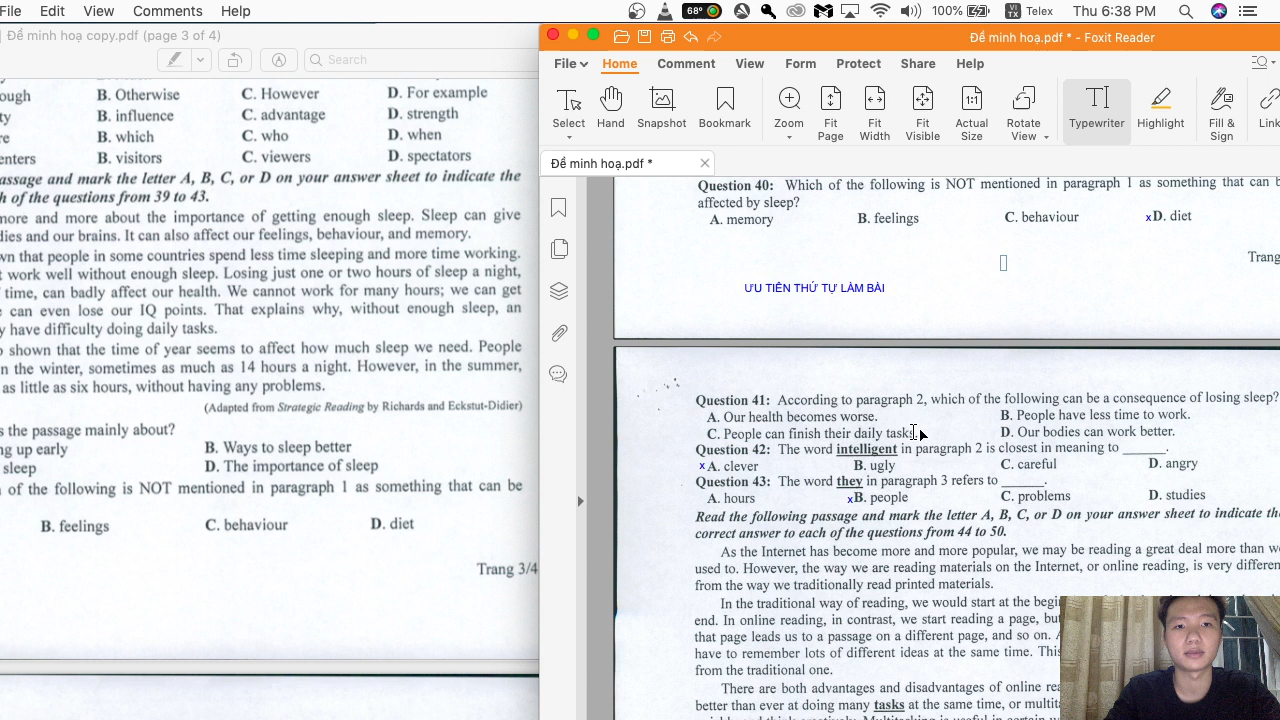 File Edit View Comments Help
68° 100% VI TX Telex Thu 6:38 PM
Đề minh hoạ copy.pdf (page 3 of 4)
Search
ough B. Otherwise C. However D. For example
ty B. influence C. advantage D. strength
re B. which C. who D. when
enters B. visitors C. viewers D. spectators
assage and mark the letter A, B, C, or D on your answer sheet to indicate the
h of the questions from 39 to 43.
more and more about the importance of getting enough sleep. Sleep can give
dies and our brains. It can also affect our feelings, behaviour, and memory.
wn that people in some countries spend less time sleeping and more time working.
t work well without enough sleep. Losing just one or two hours of sleep a night,
time, can badly affect our health. We cannot work for many hours; we can get
e can even lose our IQ points. That explains why, without enough sleep, an
y have difficulty doing daily tasks.
o shown that the time of year seems to affect how much sleep we need. People
n the winter, sometimes as much as 14 hours a night. However, in the summer,
as little as six hours, without having any problems.
(Adapted from Strategic Reading by Richards and Eckstut-Didier)
s the passage mainly about?
ng up early B. Ways to sleep better
sleep D. The importance of sleep
h of the following is NOT mentioned in paragraph 1 as something that can be
B. feelings C. behaviour D. diet
Trang 3/4
Đề minh hoạ.pdf * - Foxit Reader
File Home Comment View Form Protect Share Help
Select Hand Snapshot Bookmark Zoom Fit Page Fit Width Fit Visible Actual Size Rotate View Typewriter Highlight Fill & Sign Link
Đề minh hoạ.pdf *
Question 40: Which of the following is NOT mentioned in paragraph 1 as something that can b
affected by sleep?
A. memory B. feelings C. behaviour xD. diet
Trang
ƯU TIÊN THỨ TỰ LÀM BÀI
Question 41: According to paragraph 2, which of the following can be a consequence of losing sleep?
A. Our health becomes worse. B. People have less time to work.
C. People can finish their daily tasks D. Our bodies can work better.
Question 42: The word intelligent in paragraph 2 is closest in meaning to ______.
x A. clever B. ugly C. careful D. angry
Question 43: The word they in paragraph 3 refers to ______.
A. hours xB. people C. problems D. studies
Read the following passage and mark the letter A, B, C, or D on your answer sheet to indicate the
correct answer to each of the questions from 44 to 50.
As the Internet has become more and more popular, we may be reading a great deal more than we
used to. However, the way we are reading materials on the Internet, or online reading, is very differen
from the way we traditionally read printed materials.
In the traditional way of reading, we would start at the begin
end. In online reading, in contrast, we start reading a page, but
that page leads us to a passage on a different page, and so on. A
have to remember lots of different ideas at the same time. This
from the traditional one.
There are both advantages and disadvantages of online rea
better than ever at doing many tasks at the same time, or multita